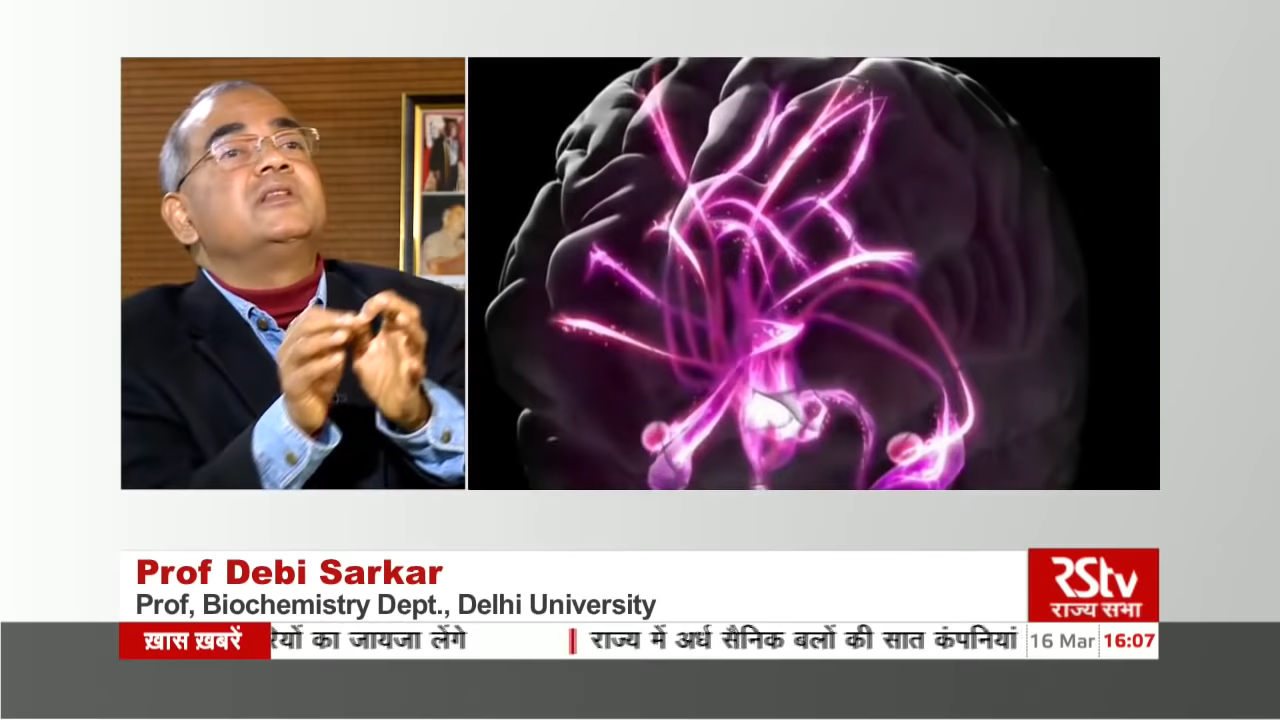 Prof Debi Sarkar
Prof, Biochemistry Dept., Delhi University
RStv
राज्य सभा
ख़ास ख़बरें
का जायजा लेंगे | राज्य में अर्ध सैनिक बलों की सात कंपनियां
16 Mar 16:07